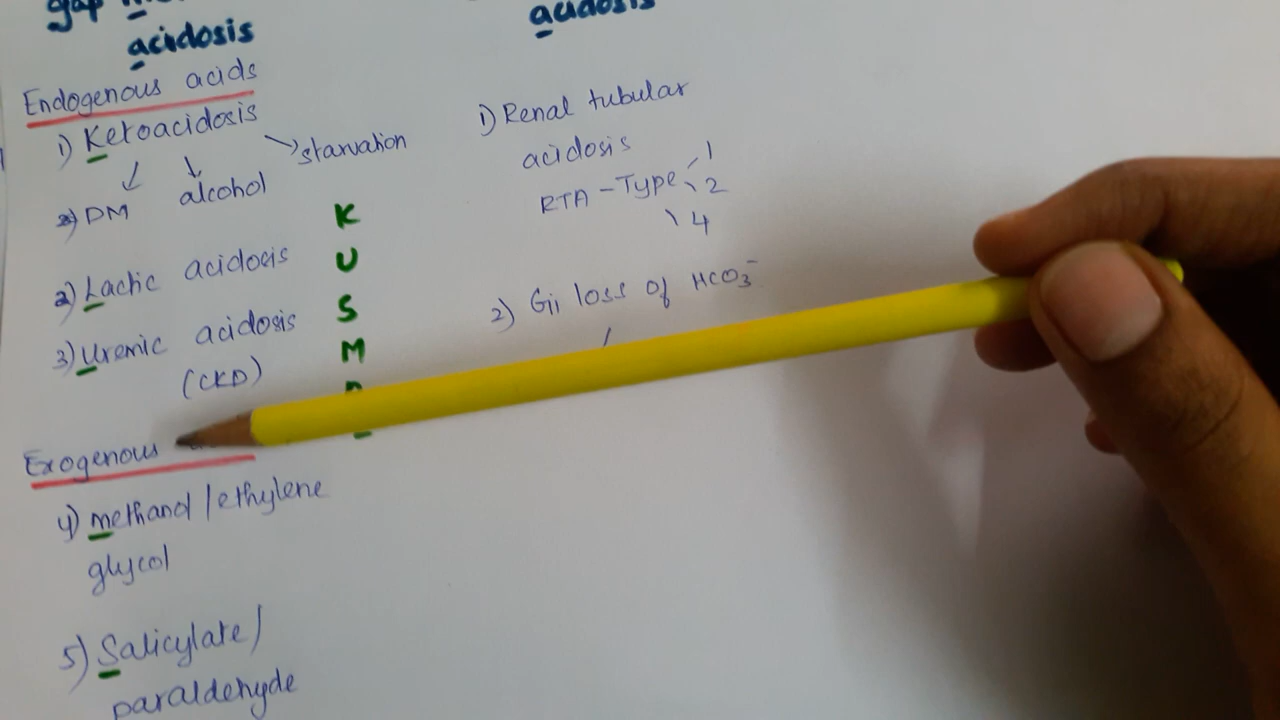 gap
acidosis
Endogenous acids
1) Ketoacidosis
starvation
alcohol
DM
2) Lactic acidosis
3) Uremic acidosis
(CKD)
K
U
S
M
Exogenous
4) methanol/ethylene
glycol
5) Salicylate/
paraldehyde
acidosis
1) Renal tubular
acidosis
RTA - Type 1
2
4
2) GI loss of HCO3-